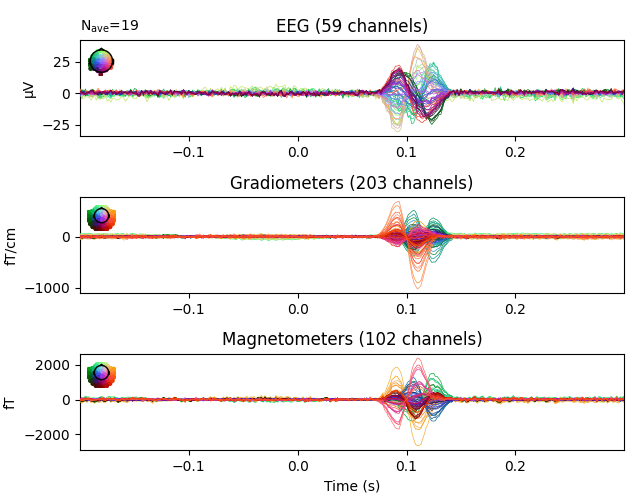 Nave=19
EEG (59 channels)
µV
25
0
−25
−0.1 0.0 0.1 0.2
Gradiometers (203 channels)
fT/cm
0
−1000
−0.1 0.0 0.1 0.2
Magnetometers (102 channels)
fT
2000
0
−2000
−0.1 0.0 0.1 0.2
Time (s)